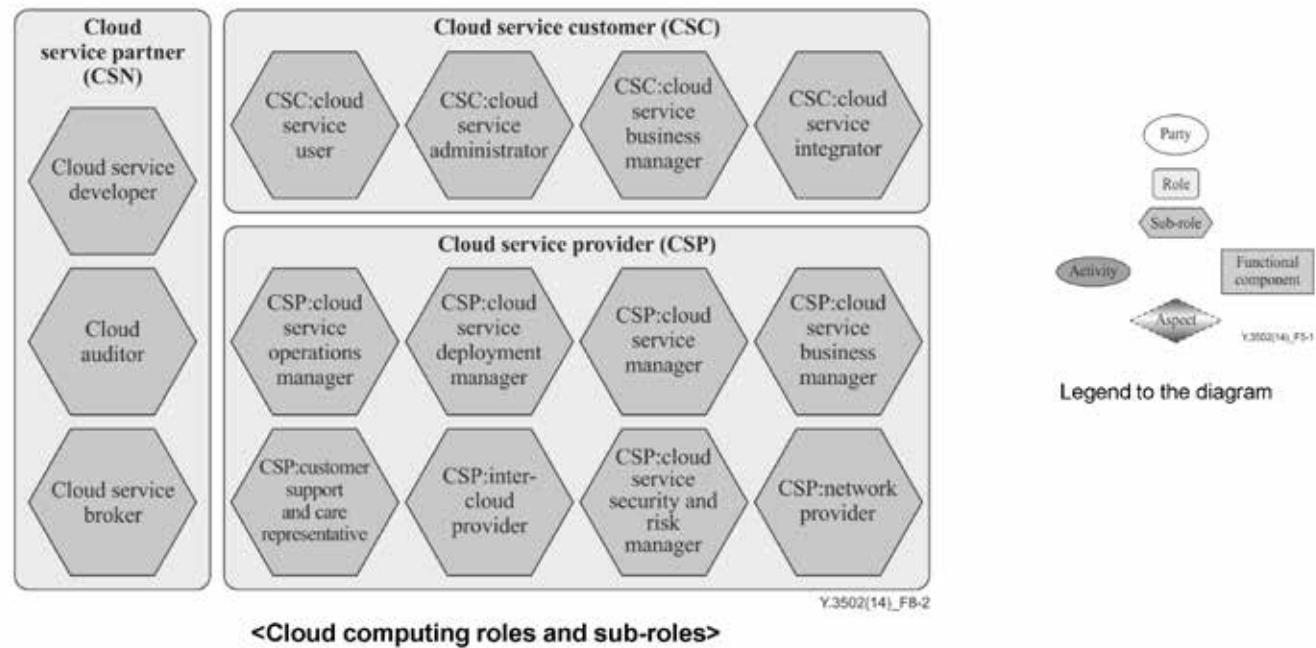 Cloud
service partner
(CSN)
Cloud service
developer
Cloud
auditor
Cloud service
broker
Cloud service customer (CSC)
CSC:cloud
service
user
CSC:cloud
service
administrator
CSC:cloud
service
business
manager
CSC:cloud
service
integrator
Cloud service provider (CSP)
CSP:cloud
service
operations
manager
CSP:cloud
service
deployment
manager
CSP:cloud
service
manager
CSP:cloud
service
business
manager
CSP:customer
support
and care
representative
CSP:inter-
cloud
provider
CSP:cloud
service
security and
risk
manager
CSP:network
provider
Y.3502(14)_F8-2
<Cloud computing roles and sub-roles>
Party
Role
Sub-role
Activity
Functional
component
Aspect
Y.3502(14)_F5-1
Legend to the diagram